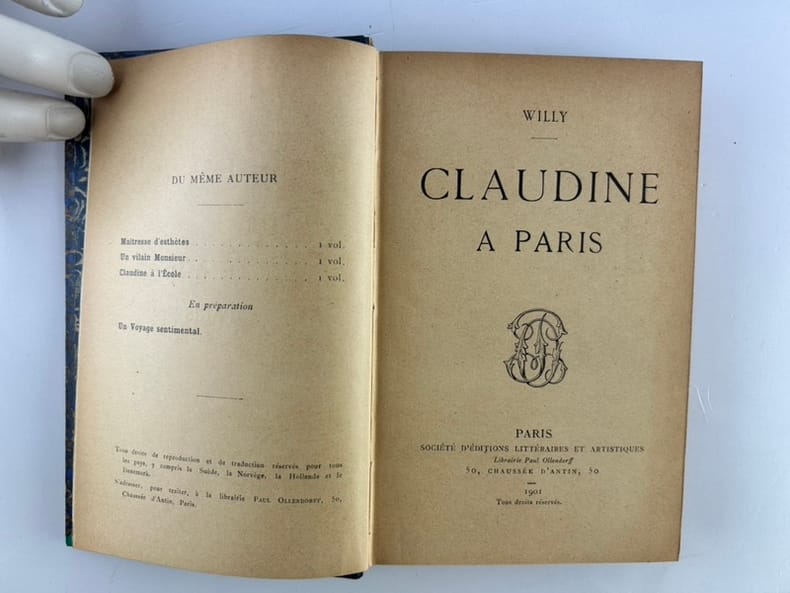 DU MÊME AUTEUR
Maîtresse d'esthètes . . . . . . . . . . . . . 1 vol.
Un vilain Monsieur . . . . . . . . . . . . . 1 vol.
Claudine à l'École . . . . . . . . . . . . . 1 vol.
En préparation
Un Voyage sentimental.
Tous droits de reproduction et de traduction réservés pour tous
les pays, y compris la Suède, la Norvège, la Hollande et le
Danemark.
S'adresser, pour traiter, à la librairie PAUL OLLENDORFF, 50,
Chaussée d'Antin, Paris.
WILLY
CLAUDINE
A PARIS
PARIS
SOCIÉTÉ D'ÉDITIONS LITTÉRAIRES ET ARTISTIQUES
Librairie Paul Ollendorff
50, CHAUSSÉE D'ANTIN, 50
1901
Tous droits réservés.